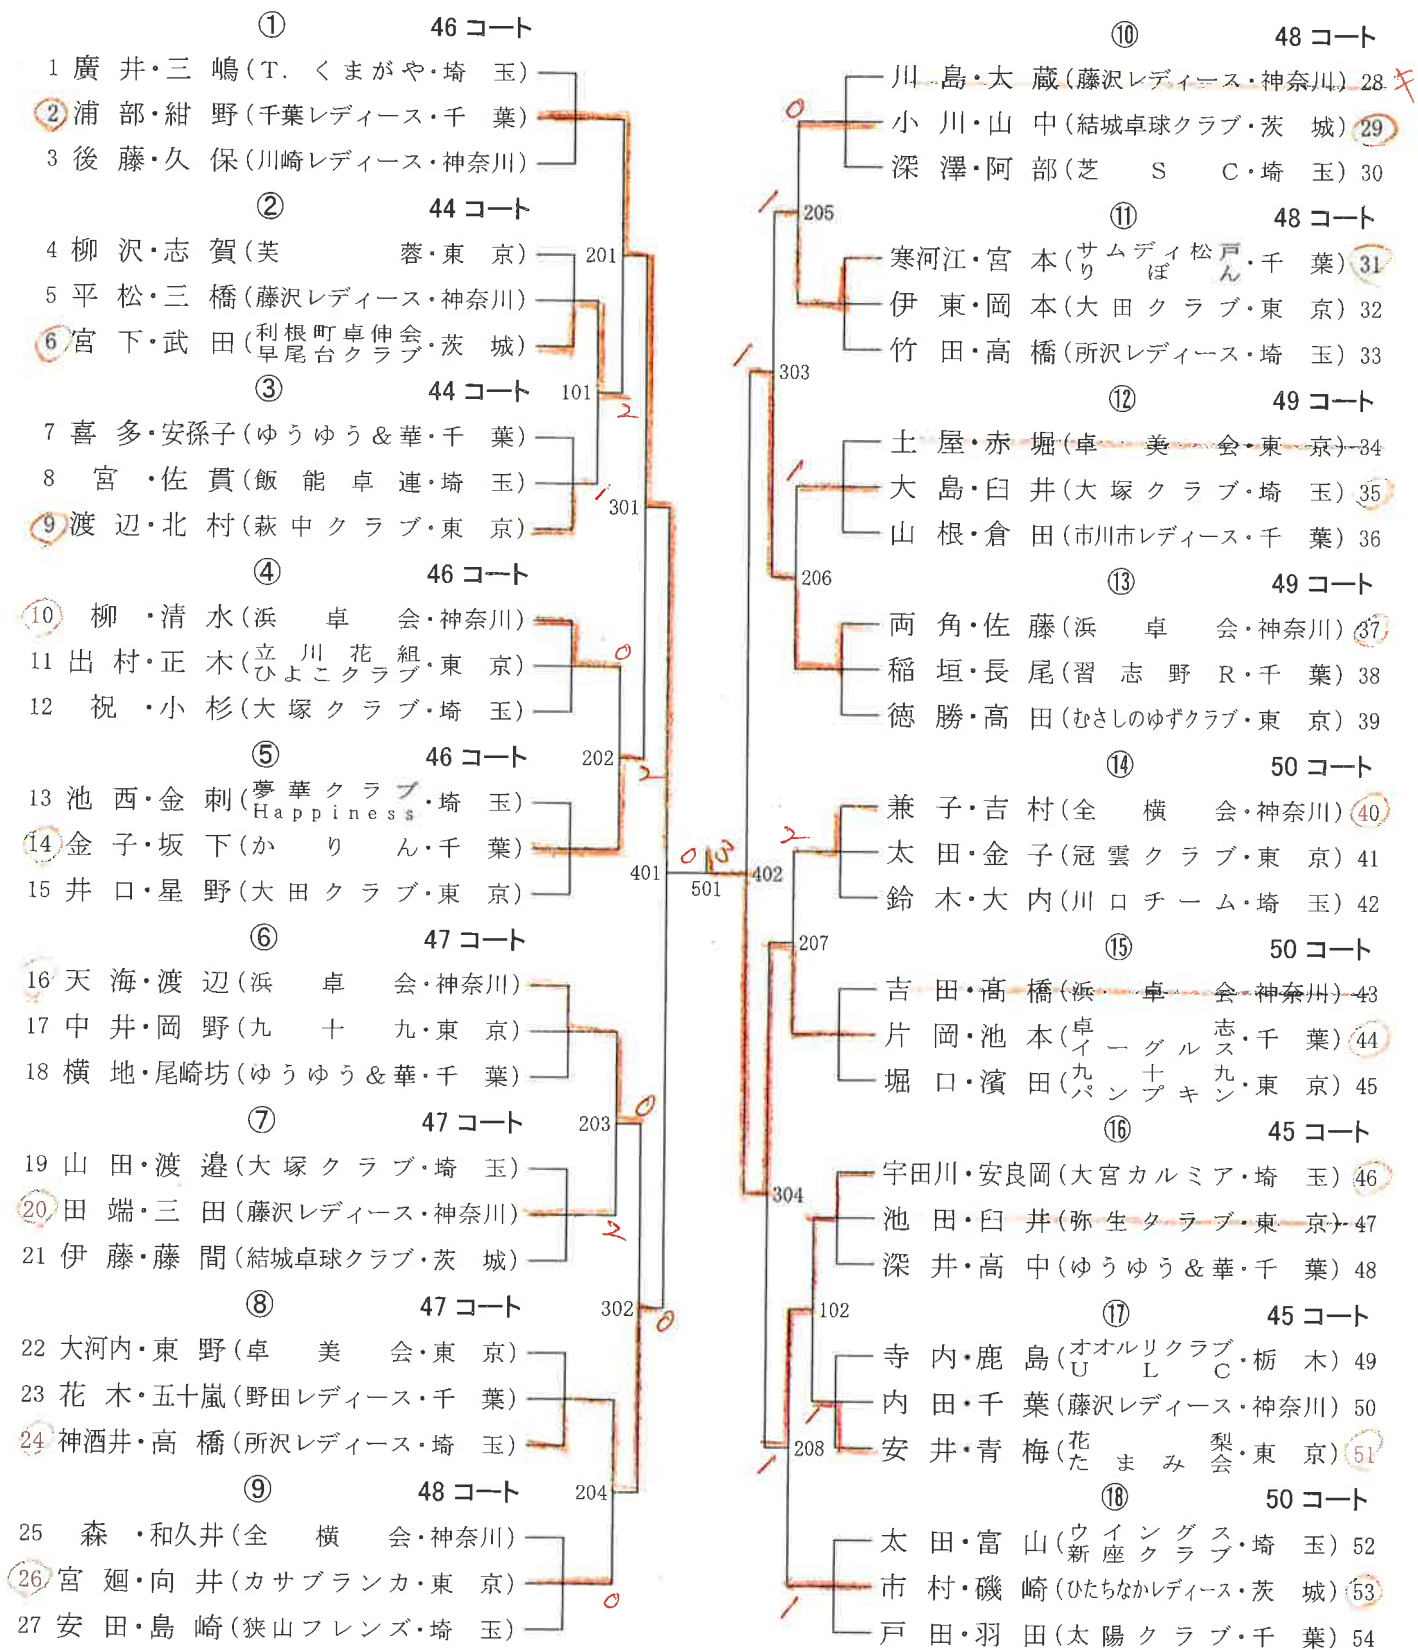 ① 46 コート
1 廣井・三嶋(T.くまがや・埼玉)
2 浦部・紺野(千葉レディース・千葉)
3 後藤・久保(川崎レディース・神奈川)
② 44 コート
4 柳沢・志賀(芙蓉・東京)
5 平松・三橋(藤沢レディース・神奈川)
6 宮下・武田(利根町卓伸会 早尾台クラブ・茨城)
③ 44 コート
7 喜多・安孫子(ゆうゆう&華・千葉)
8 宮・佐貫(飯能卓連・埼玉)
9 渡辺・北村(萩中クラブ・東京)
④ 46 コート
10 柳・清水(浜卓会・神奈川)
11 出村・正木(立川花組 ひよこクラブ・東京)
12 祝・小杉(大塚クラブ・埼玉)
⑤ 46 コート
13 池西・金刺(夢華クラブ Happiness・埼玉)
14 金子・坂下(かりん・千葉)
15 井口・星野(大田クラブ・東京)
⑥ 47 コート
16 天海・渡辺(浜卓会・神奈川)
17 中井・岡野(九十九・東京)
18 横地・尾崎坊(ゆうゆう&華・千葉)
⑦ 47 コート
19 山田・渡邉(大塚クラブ・埼玉)
20 田端・三田(藤沢レディース・神奈川)
21 伊藤・藤間(結城卓球クラブ・茨城)
⑧ 47 コート
22 大河内・東野(卓美会・東京)
23 花木・五十嵐(野田レディース・千葉)
24 神酒井・高橋(所沢レディース・埼玉)
⑨ 48 コート
25 森・和久井(全横会・神奈川)
26 宮廻・向井(カサブランカ・東京)
27 安田・島崎(狭山フレンズ・埼玉)
201
101
2
1
301
0
202
2
401
203
0
2
302
0
204
0
0 3
501
402
0
1
205
1
303
1
206
2
207
304
102
1
208
1
1
⑩ 48 コート
川島・大蔵(藤沢レディース・神奈川) 28 キ
小川・山中(結城卓球クラブ・茨城) 29
深澤・阿部(芝SC・埼玉) 30
⑪ 48 コート
寒河江・宮本(サムディ松戸 りぼん・千葉) 31
伊東・岡本(大田クラブ・東京) 32
竹田・高橋(所沢レディース・埼玉) 33
⑫ 49 コート
土屋・赤堀(卓美会・東京) 34
大島・臼井(大塚クラブ・埼玉) 35
山根・倉田(市川市レディース・千葉) 36
⑬ 49 コート
両角・佐藤(浜卓会・神奈川) 37
稲垣・長尾(習志野R・千葉) 38
徳勝・高田(むさしのゆずクラブ・東京) 39
⑭ 50 コート
兼子・吉村(全横会・神奈川) 40
太田・金子(冠雲クラブ・東京) 41
鈴木・大内(川口チーム・埼玉) 42
⑮ 50 コート
吉田・髙橋(浜卓会・神奈川) 43
片岡・池本(卓志 イーグルス・千葉) 44
堀口・濱田(九十九 パンプキン・東京) 45
⑯ 45 コート
宇田川・安良岡(大宮カルミア・埼玉) 46
池田・臼井(弥生クラブ・東京) 47
深井・高中(ゆうゆう&華・千葉) 48
⑰ 45 コート
寺内・鹿島(オオルリクラブ ULC・栃木) 49
内田・千葉(藤沢レディース・神奈川) 50
安井・青梅(花梨 たまみ会・東京) 51
⑱ 50 コート
太田・富山(ウイングス 新座クラブ・埼玉) 52
市村・磯崎(ひたちなかレディース・茨城) 53
戸田・羽田(太陽クラブ・千葉) 54